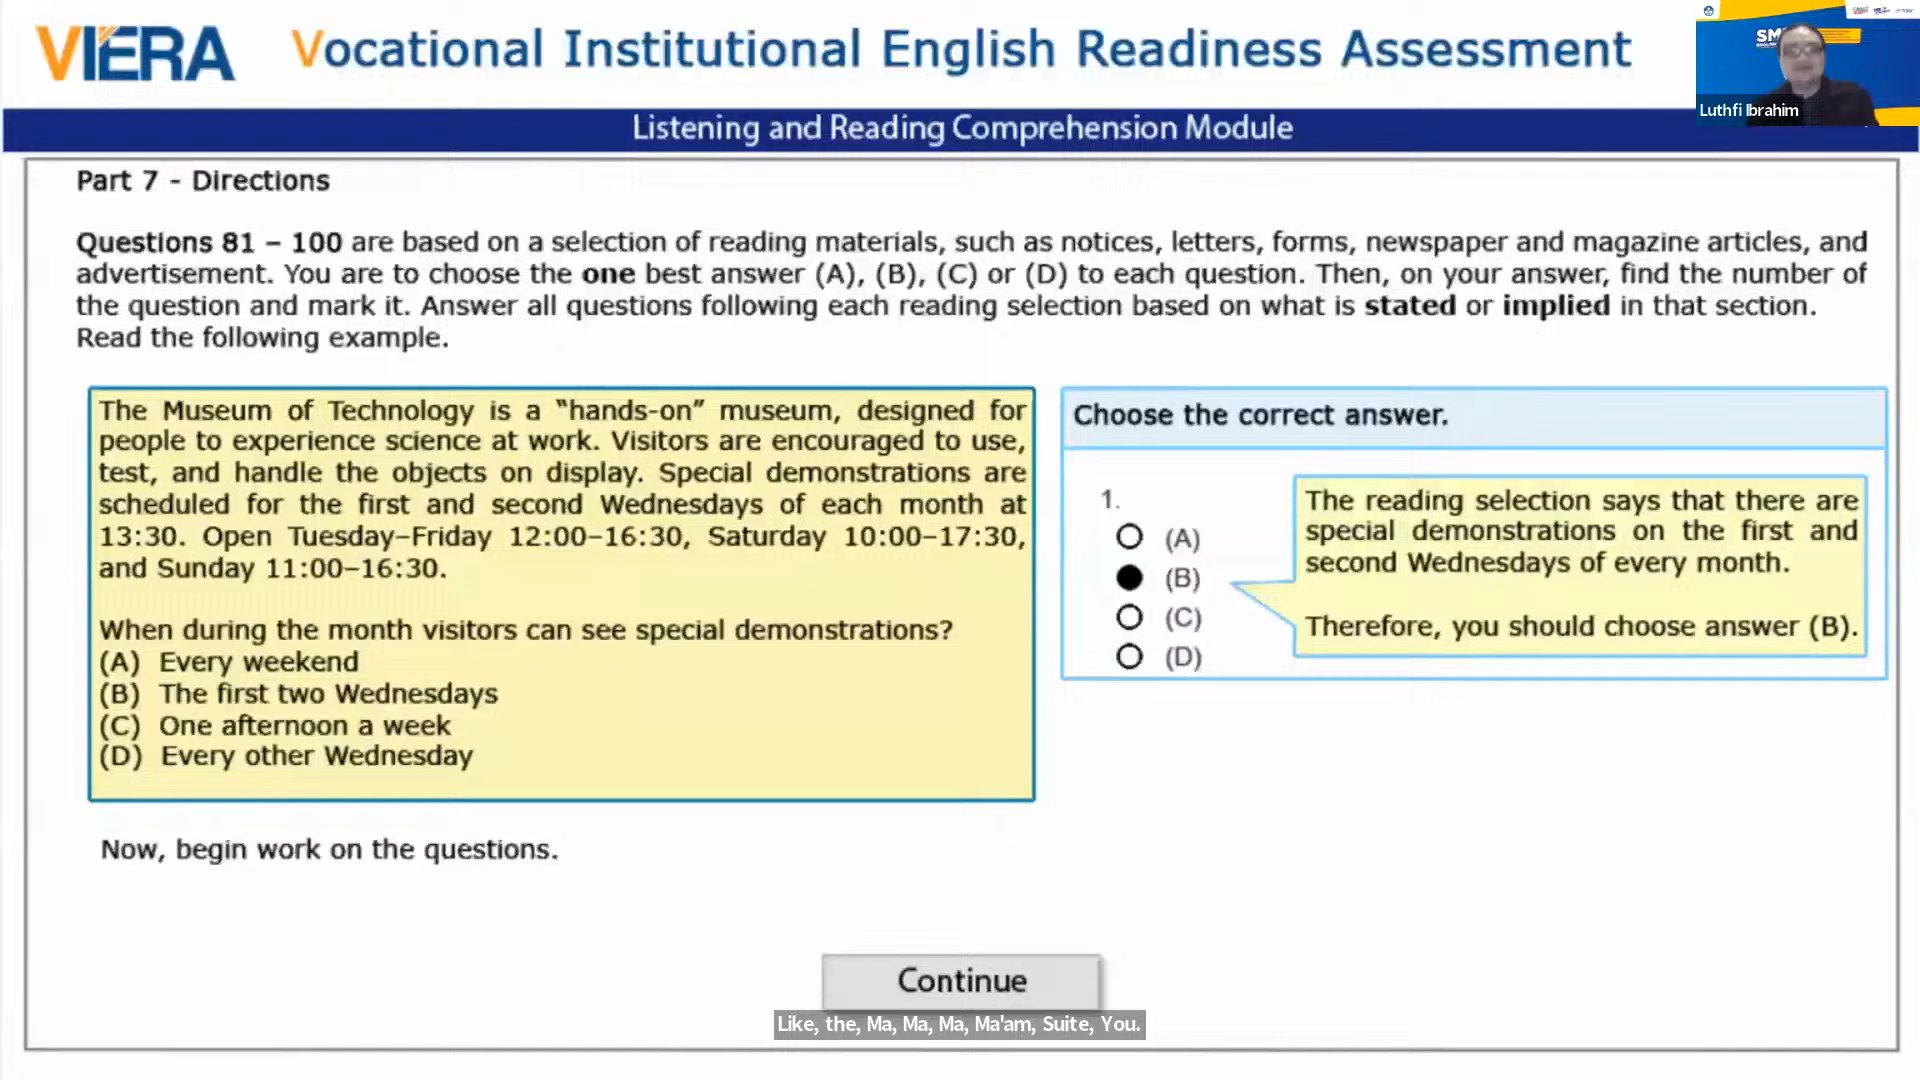 VIERA
Vocational Institutional English Readiness Assessment
Luthfi Ibrahim
Listening and Reading Comprehension Module
Part 7 - Directions
Questions 81 – 100 are based on a selection of reading materials, such as notices, letters, forms, newspaper and magazine articles, and
advertisement. You are to choose the one best answer (A), (B), (C) or (D) to each question. Then, on your answer, find the number of
the question and mark it. Answer all questions following each reading selection based on what is stated or implied in that section.
Read the following example.
The Museum of Technology is a “hands-on” museum, designed for
people to experience science at work. Visitors are encouraged to use,
test, and handle the objects on display. Special demonstrations are
scheduled for the first and second Wednesdays of each month at
13:30. Open Tuesday–Friday 12:00–16:30, Saturday 10:00–17:30,
and Sunday 11:00–16:30.
When during the month visitors can see special demonstrations?
(A) Every weekend
(B) The first two Wednesdays
(C) One afternoon a week
(D) Every other Wednesday
Choose the correct answer.
1.
(A)
(B)
(C)
(D)
The reading selection says that there are
special demonstrations on the first and
second Wednesdays of every month.
Therefore, you should choose answer (B).
Now, begin work on the questions.
Continue
Like, the, Ma, Ma, Ma, Ma'am, Suite, You.